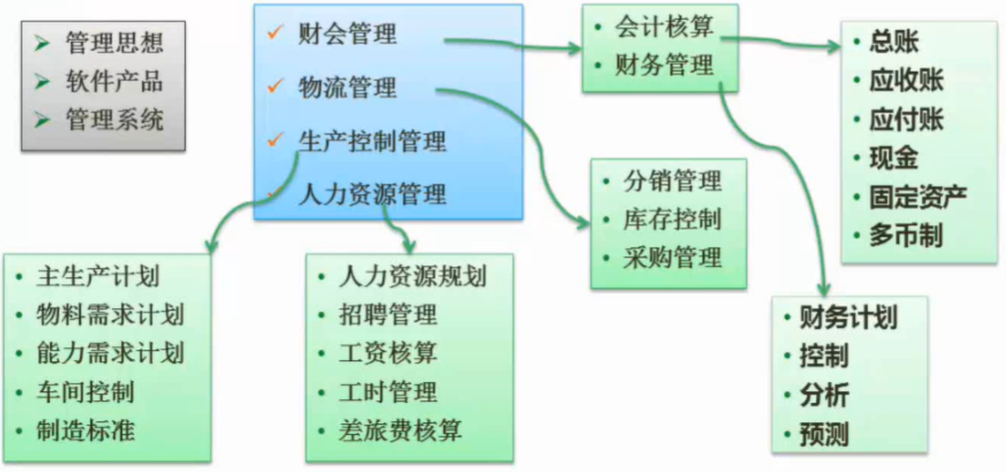 管理思想
软件产品
管理系统
财会管理
物流管理
生产控制管理
人力资源管理
会计核算
财务管理
总账
应收账
应付账
现金
固定资产
多币制
分销管理
库存控制
采购管理
主生产计划
物料需求计划
能力需求计划
车间控制
制造标准
人力资源规划
招聘管理
工资核算
工时管理
差旅费核算
财务计划
控制
分析
预测